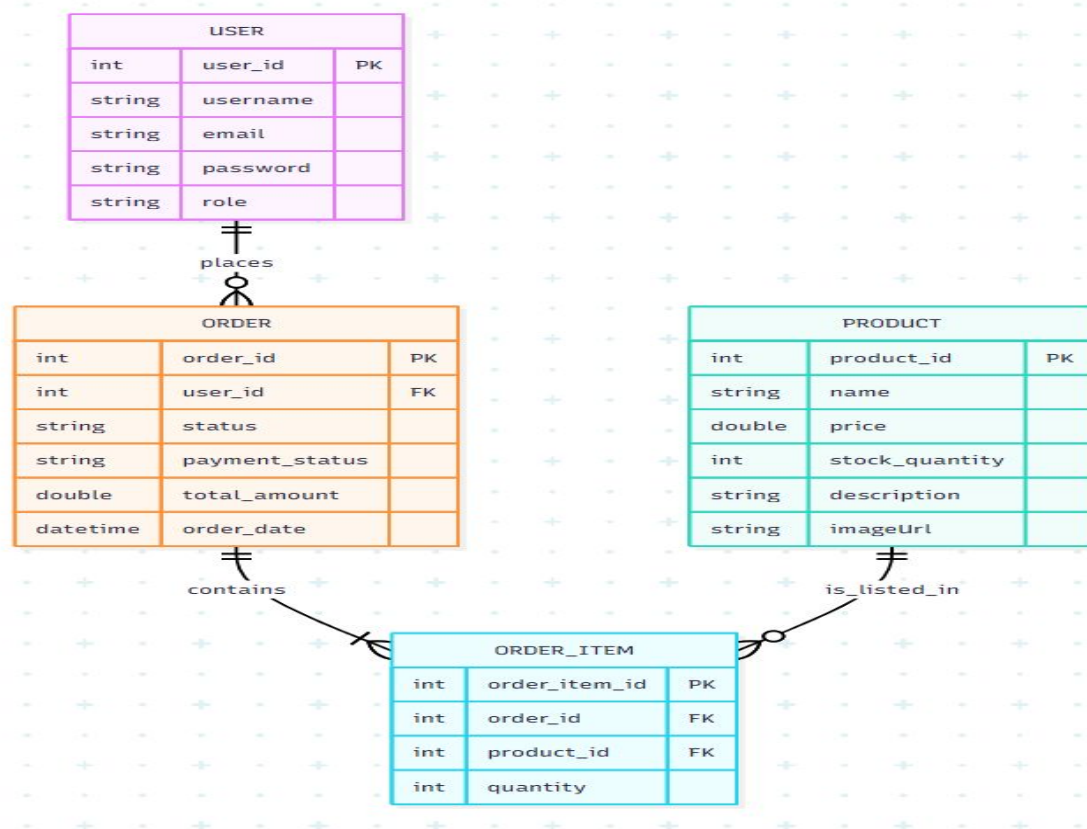 USER
int user_id PK
string username
string email
string password
string role
places
ORDER
int order_id PK
int user_id FK
string status
string payment_status
double total_amount
datetime order_date
PRODUCT
int product_id PK
string name
double price
int stock_quantity
string description
string imageUrl
contains
is_listed_in
ORDER_ITEM
int order_item_id PK
int order_id FK
int product_id FK
int quantity